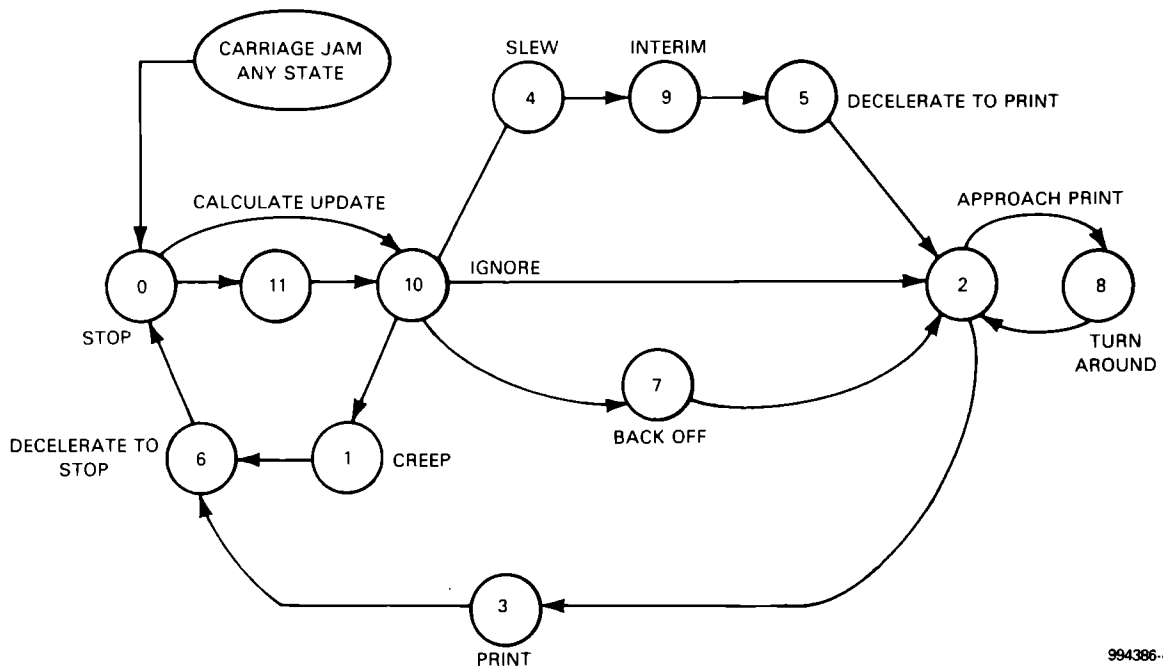 CARRIAGE JAM
ANY STATE
SLEW
INTERIM
4
9
5
DECELERATE TO PRINT
CALCULATE UPDATE
APPROACH PRINT
0
11
10
IGNORE
2
8
STOP
TURN
AROUND
7
BACK OFF
DECELERATE TO
STOP
6
1
CREEP
3
PRINT
994386-